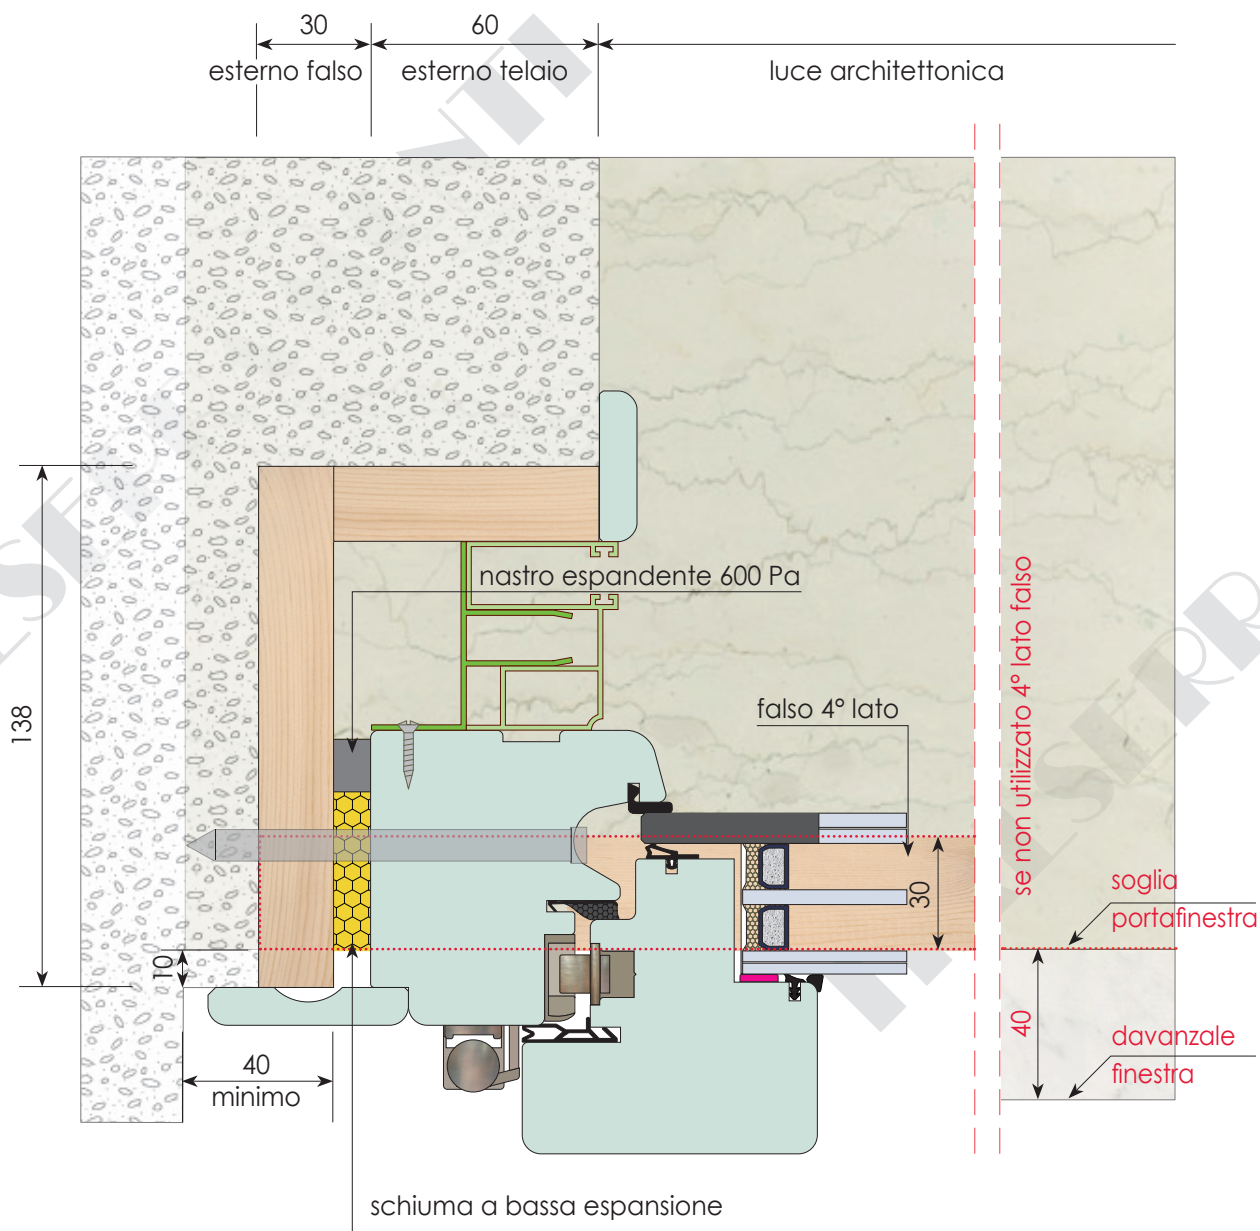 30
60
esterno falso
esterno telaio
luce architettonica
138
nastro espandente 600 Pa
falso 4° lato
se non utilizzato 4° lato falso
30
soglia
portafinestra
10
40
40
minimo
davanzale
finestra
schiuma a bassa espansione